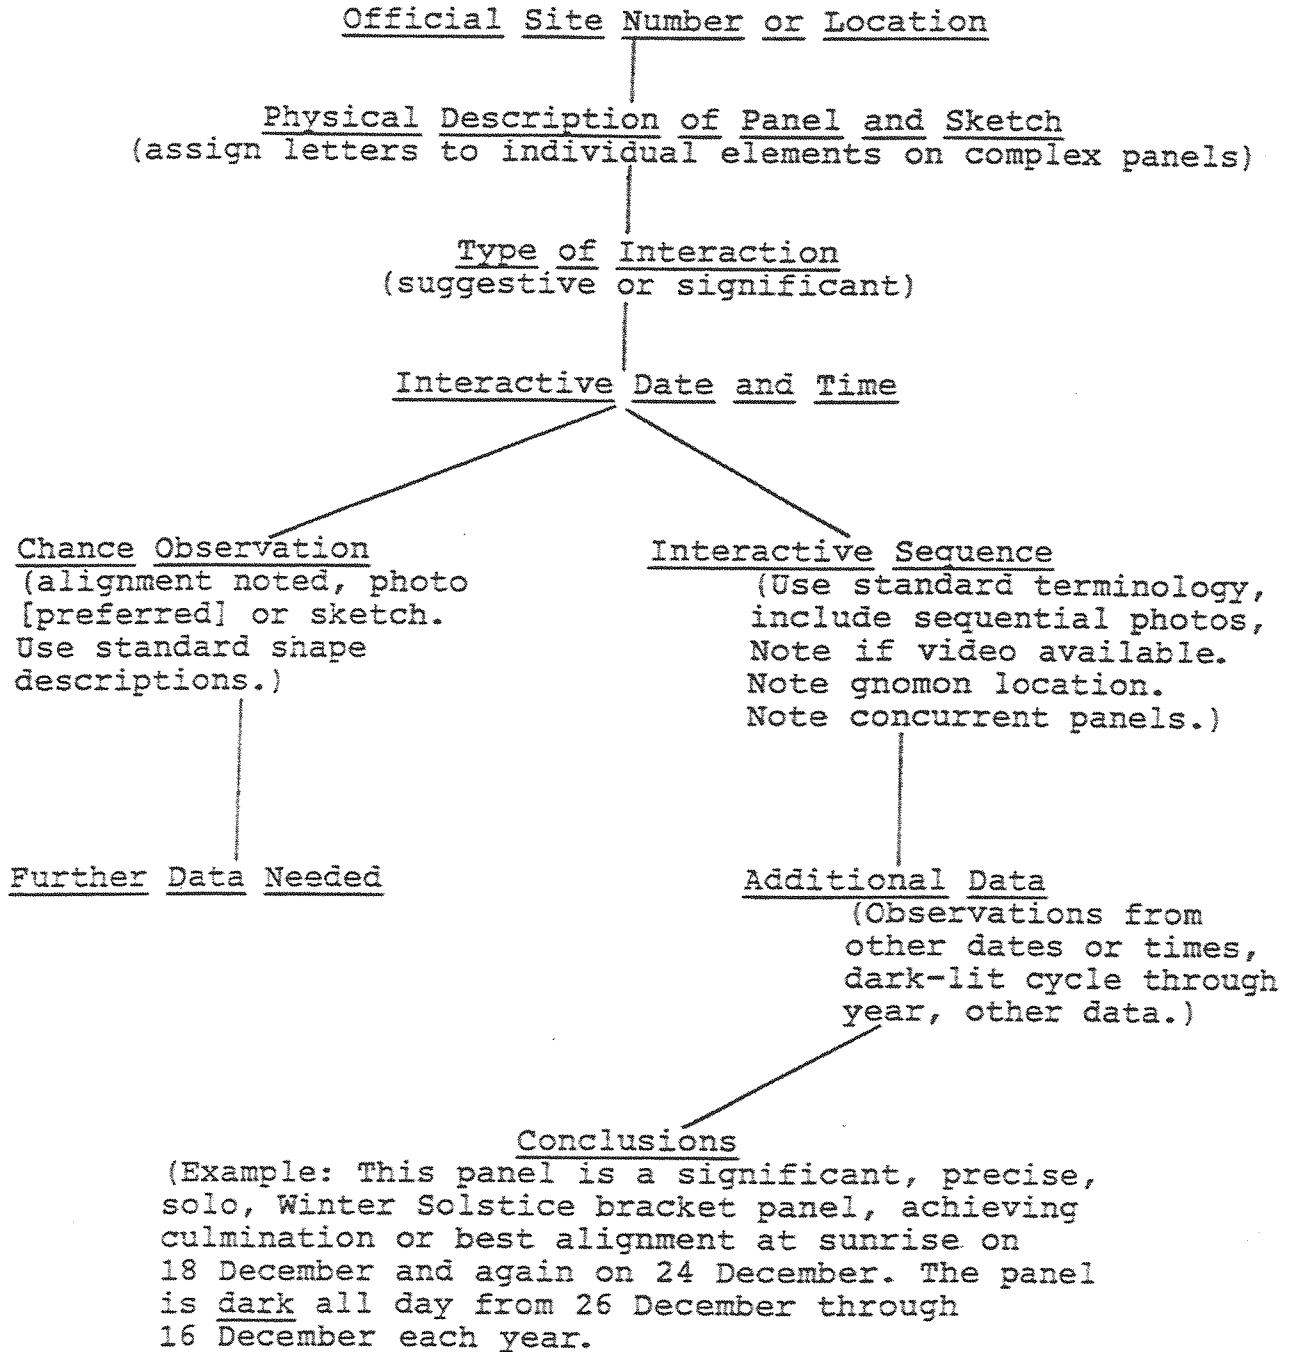 Official Site Number or Location
Physical Description of Panel and Sketch
(assign letters to individual elements on complex panels)
Type of Interaction
(suggestive or significant)
Interactive Date and Time
Chance Observation
(alignment noted, photo
[preferred] or sketch.
Use standard shape
descriptions.)
Interactive Sequence
(Use standard terminology,
include sequential photos,
Note if video available.
Note gnomon location.
Note concurrent panels.)
Further Data Needed
Additional Data
(Observations from
other dates or times,
dark-lit cycle through
year, other data.)
Conclusions
(Example: This panel is a significant, precise,
solo, Winter Solstice bracket panel, achieving
culmination or best alignment at sunrise on
18 December and again on 24 December. The panel
is dark all day from 26 December through
16 December each year.